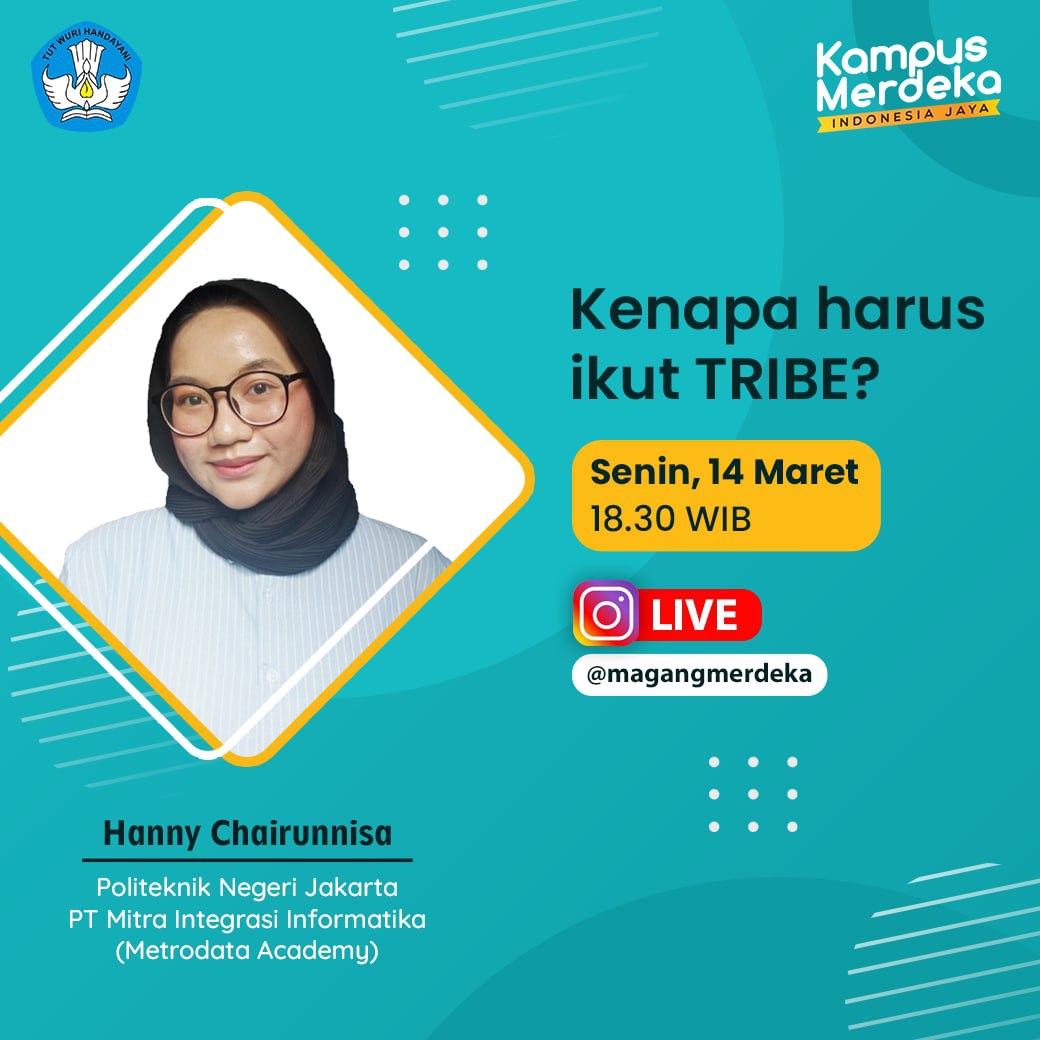 TUT WURI HANDAYANI
Kampus
Merdeka
INDONESIA JAYA
Kenapa harus
ikut TRIBE?
Senin, 14 Maret
18.30 WIB
LIVE
@magangmerdeka
Hanny Chairunnisa
Politeknik Negeri Jakarta
PT Mitra Integrasi Informatika
(Metrodata Academy)